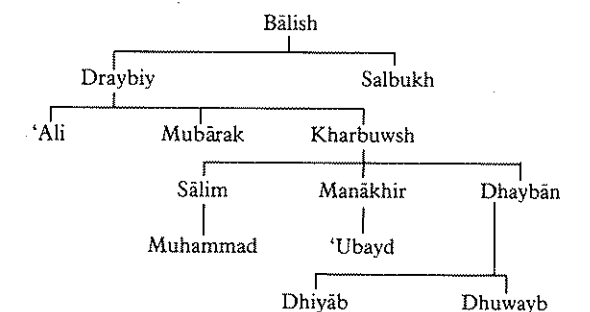 Bālish
Draybiy Salbukh
‘Ali Mubārak Kharbuwsh
Sālim Manākhir Dhaybān
Muhammad ‘Ubayd
Dhiyāb Dhuwayb